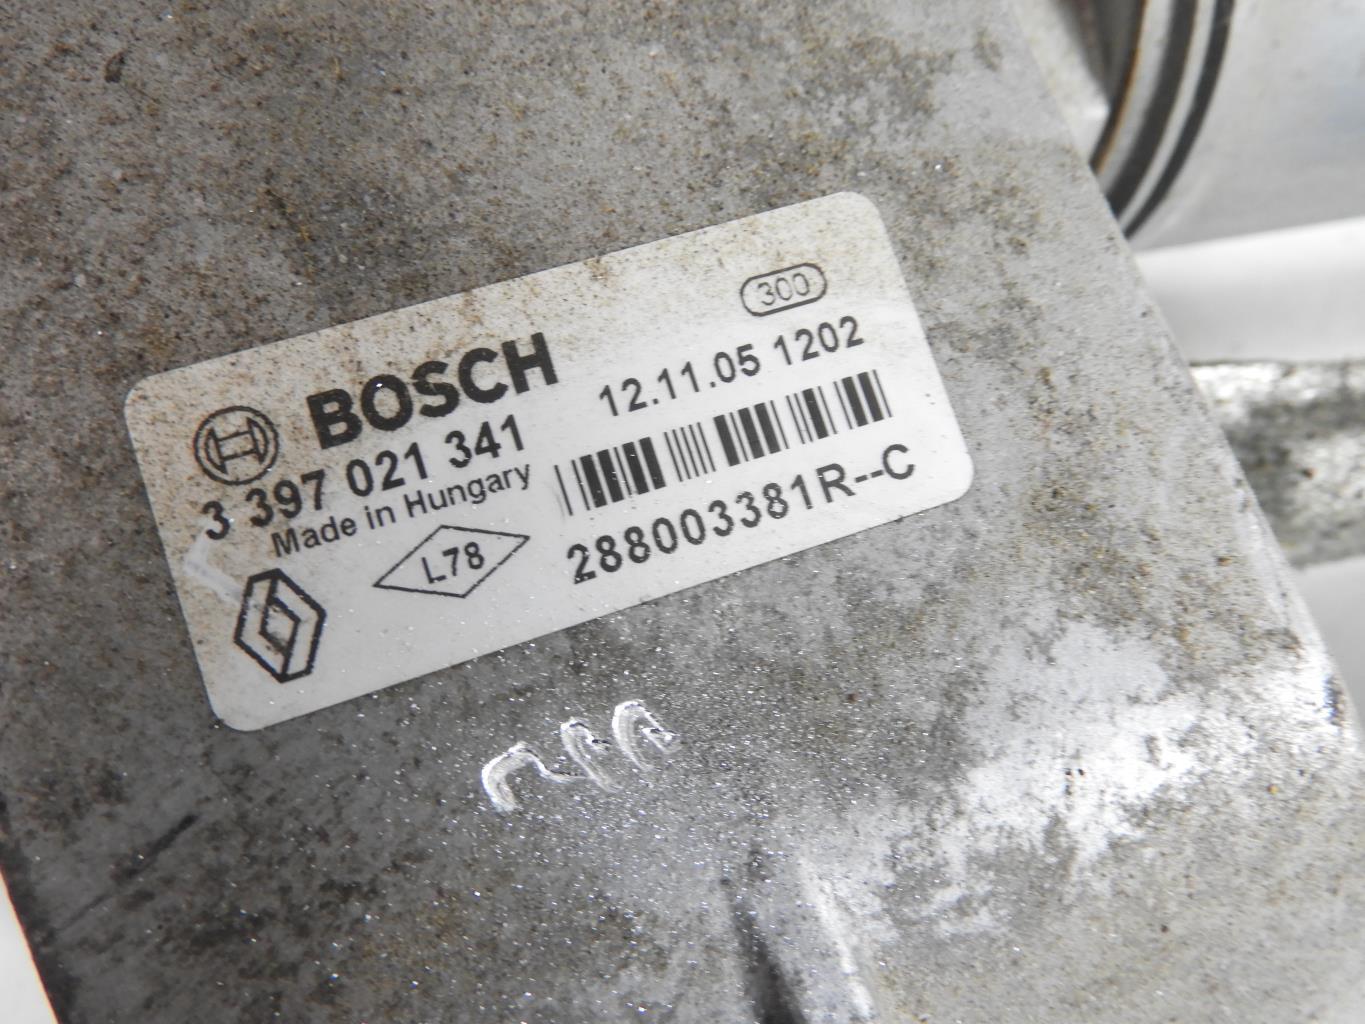 300
BOSCH
12.11.05 1202
3 397 021 341
Made in Hungary
L78
288003381R--C